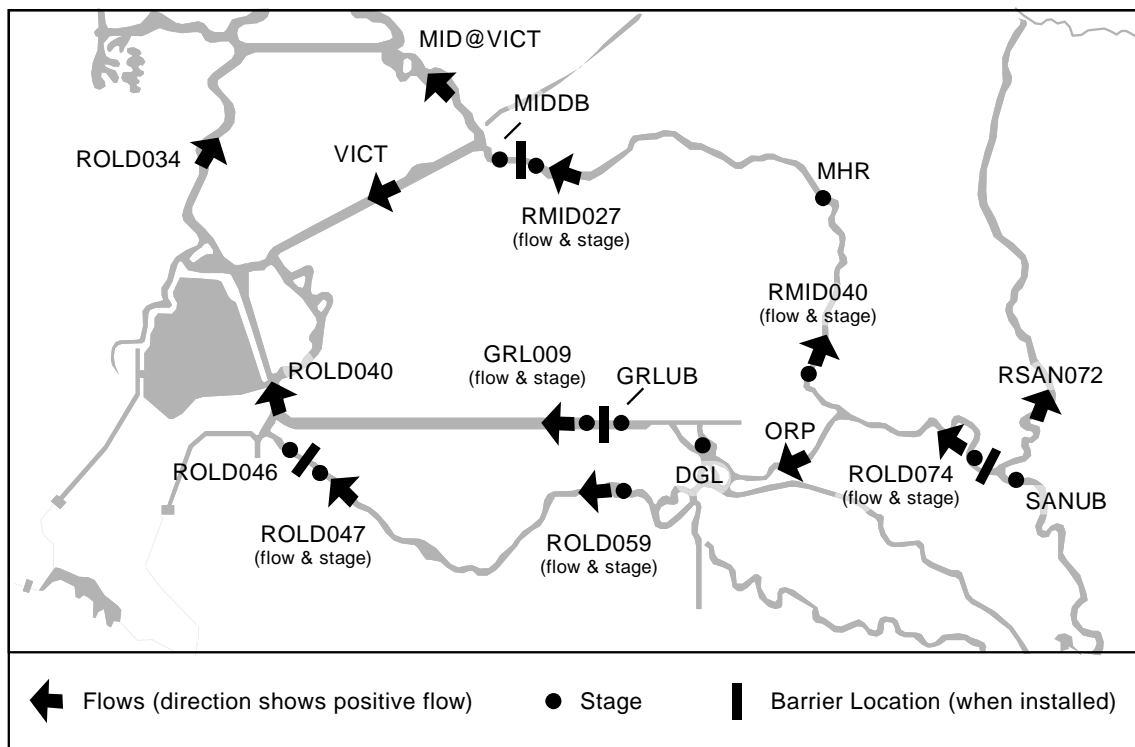 MID@VICT
MIDDB
ROLD034
VICT
MHR
RMID027
(flow & stage)
RMID040
(flow & stage)
GRL009
(flow & stage)
ROLD040
GRLUB
RSAN072
ORP
ROLD046
DGL
ROLD074
(flow & stage)
SANUB
ROLD047
(flow & stage)
ROLD059
(flow & stage)
Flows (direction shows positive flow)
Stage
Barrier Location (when installed)